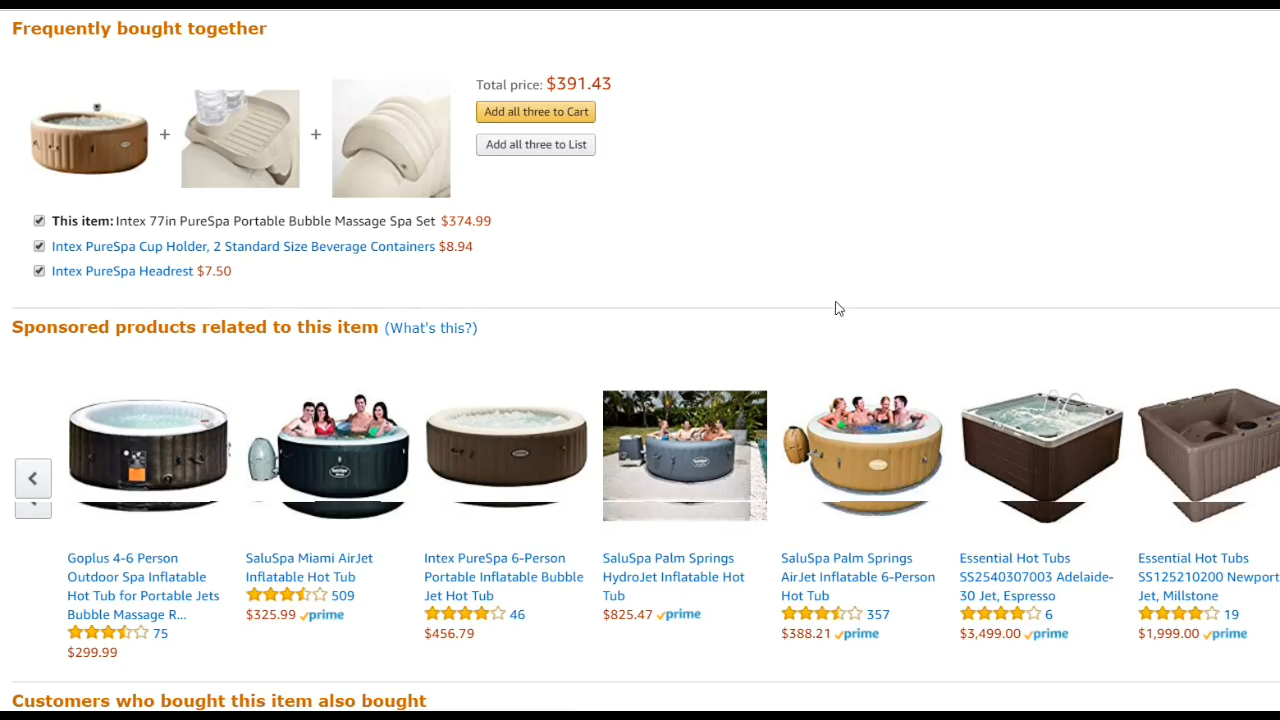 Frequently bought together
Total price: $391.43
Add all three to Cart
Add all three to List
+
+
This item: Intex 77in PureSpa Portable Bubble Massage Spa Set $374.99
Intex PureSpa Cup Holder, 2 Standard Size Beverage Containers $8.94
Intex PureSpa Headrest $7.50
Sponsored products related to this item (What's this?)
Goplus 4-6 Person
Outdoor Spa Inflatable
Hot Tub for Portable Jets
Bubble Massage R...
75
$299.99
SaluSpa Miami AirJet
Inflatable Hot Tub
509
$325.99 prime
Intex PureSpa 6-Person
Portable Inflatable Bubble
Jet Hot Tub
46
$456.79
SaluSpa Palm Springs
HydroJet Inflatable Hot
Tub
$825.47 prime
SaluSpa Palm Springs
AirJet Inflatable 6-Person
Hot Tub
357
$388.21 prime
Essential Hot Tubs
SS2540307003 Adelaide-
30 Jet, Espresso
6
$3,499.00 prime
Essential Hot Tubs
SS125210200 Newport
Jet, Millstone
19
$1,999.00 prime
Customers who bought this item also bought